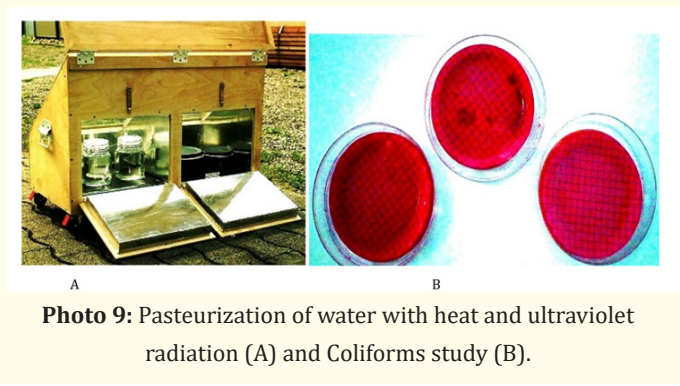 A
B
Photo 9: Pasteurization of water with heat and ultraviolet
radiation (A) and Coliforms study (B).